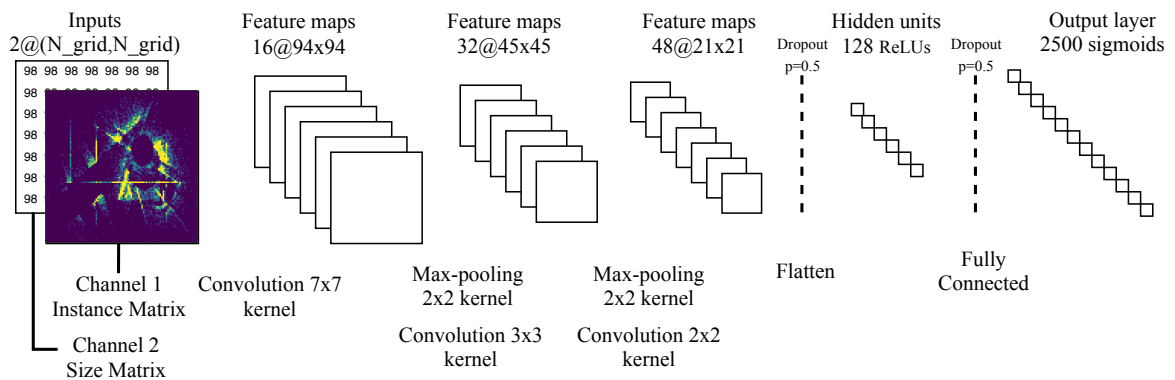 Inputs
2@(N_grid,N_grid)
Feature maps
16@94x94
Feature maps
32@45x45
Feature maps
48@21x21
Dropout
p=0.5
Hidden units
128 ReLUs
Dropout
p=0.5
Output layer
2500 sigmoids
98 98 98 98 98 98 98
98
98
98
98
98
98
Channel 1
Instance Matrix
Channel 2
Size Matrix
Convolution 7x7
kernel
Max-pooling
2x2 kernel
Convolution 3x3
kernel
Max-pooling
2x2 kernel
Convolution 2x2
kernel
Flatten
Fully
Connected